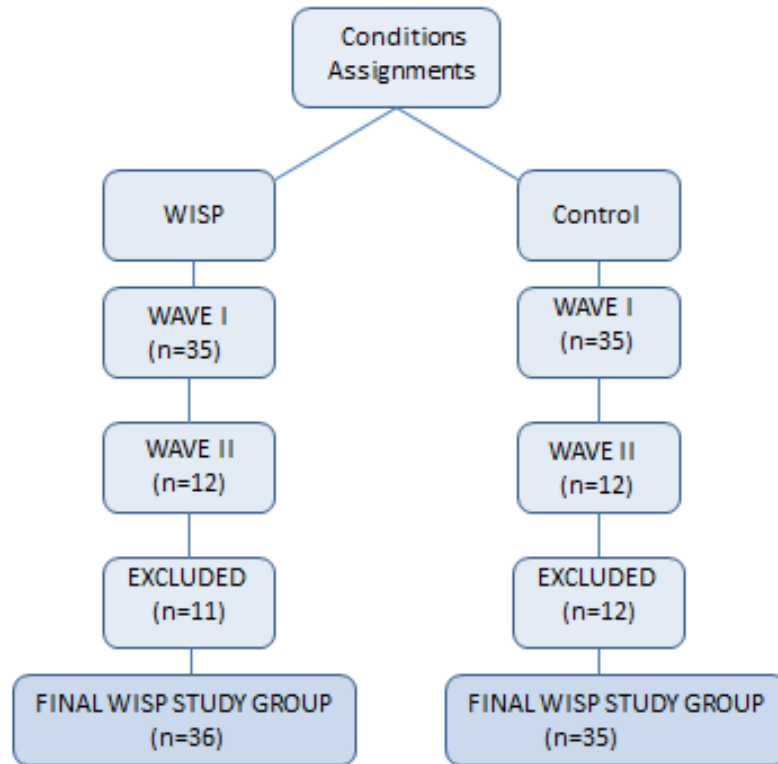 Conditions
Assignments
WISP
Control
WAVE I
(n=35)
WAVE I
(n=35)
WAVE II
(n=12)
WAVE II
(n=12)
EXCLUDED
(n=11)
EXCLUDED
(n=12)
FINAL WISP STUDY GROUP
(n=36)
FINAL WISP STUDY GROUP
(n=35)